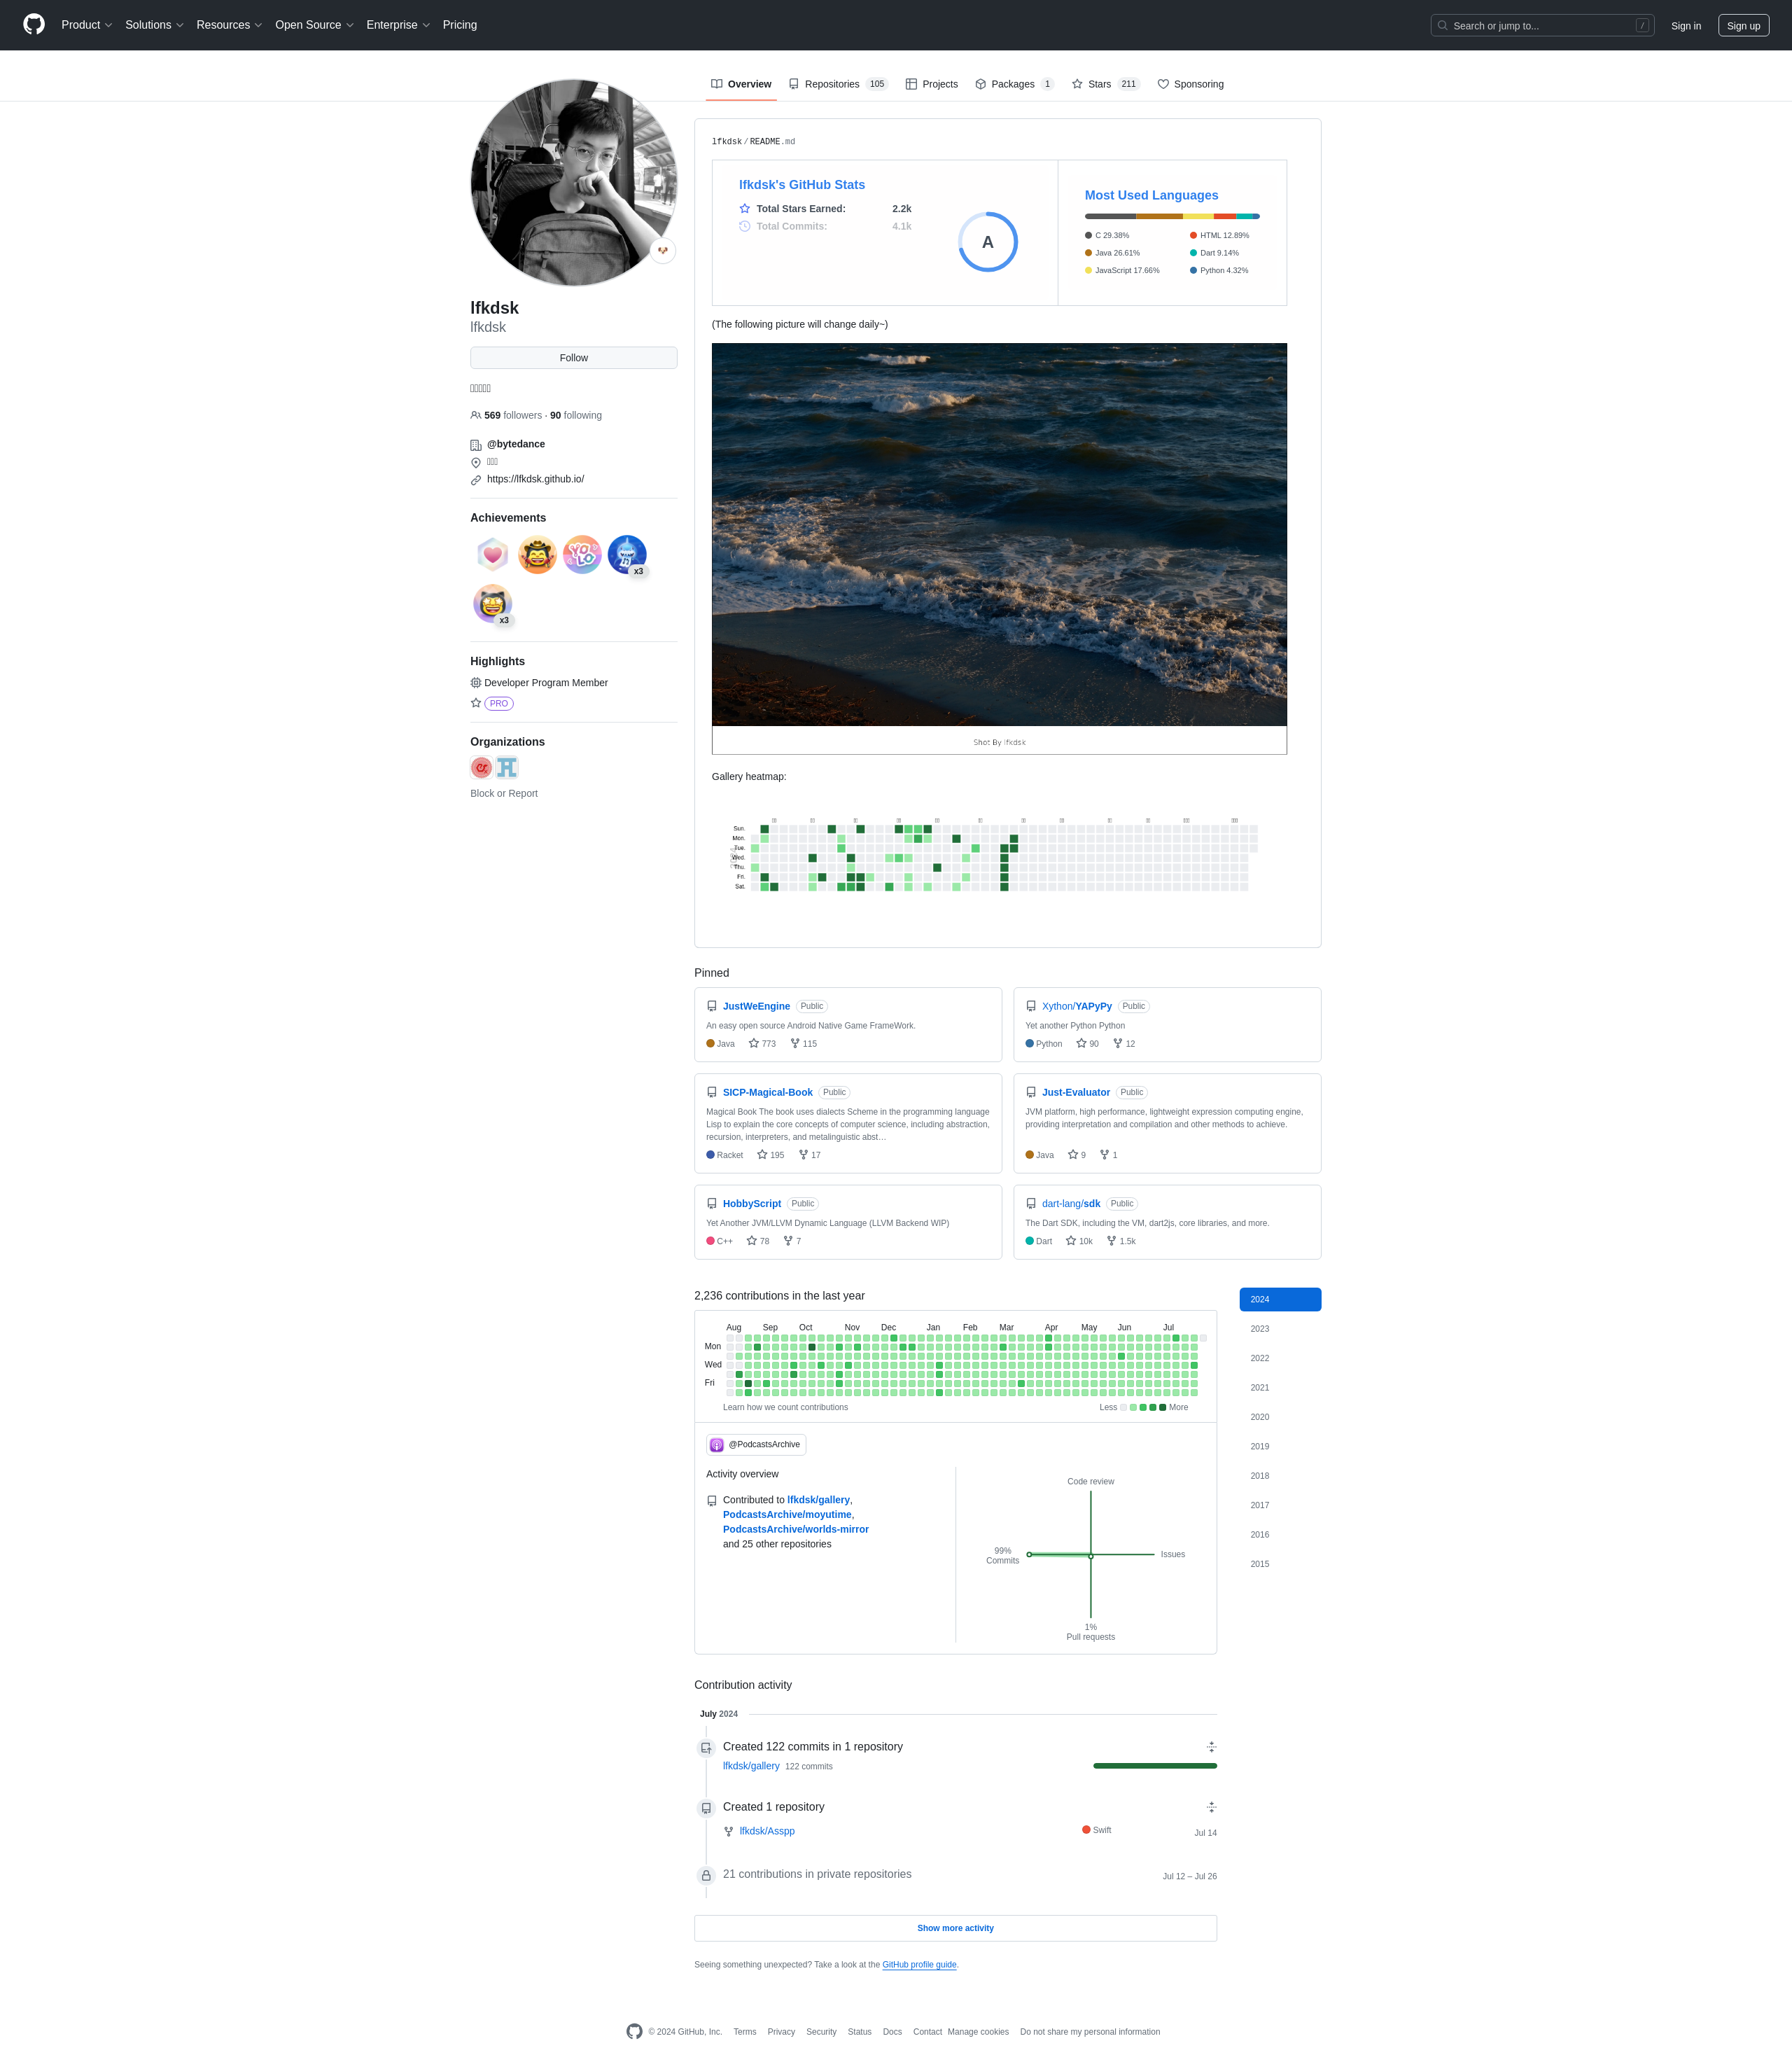 Product Solutions Resources Open Source Enterprise Pricing Search or jump to... / Sign in Sign up
Overview Repositories 105 Projects Packages 1 Stars 211 Sponsoring
lfkdsk
lfkdsk
Follow
569 followers · 90 following
@bytedance
https://lfkdsk.github.io/
Achievements
x3
x3
Highlights
Developer Program Member
PRO
Organizations
Block or Report
lfkdsk/README.md
lfkdsk's GitHub Stats
Total Stars Earned: 2.2k
Total Commits: 4.1k
A
Most Used Languages
C 29.38% HTML 12.89%
Java 26.61% Dart 9.14%
JavaScript 17.66% Python 4.32%
(The following picture will change daily~)
Shot By lfkdsk
Gallery heatmap:
Sun.
Mon.
Tue.
Wed.
Thu.
Fri.
Sat.
Pinned
JustWeEngine Public
An easy open source Android Native Game FrameWork.
Java 773 115
Xython/YAPyPy Public
Yet another Python Python
Python 90 12
SICP-Magical-Book Public
Magical Book The book uses dialects Scheme in the programming language
Lisp to explain the core concepts of computer science, including abstraction,
recursion, interpreters, and metalinguistic abst…
Racket 195 17
Just-Evaluator Public
JVM platform, high performance, lightweight expression computing engine,
providing interpretation and compilation and other methods to achieve.
Java 9 1
HobbyScript Public
Yet Another JVM/LLVM Dynamic Language (LLVM Backend WIP)
C++ 78 7
dart-lang/sdk Public
The Dart SDK, including the VM, dart2js, core libraries, and more.
Dart 10k 1.5k
2,236 contributions in the last year
Aug Sep Oct Nov Dec Jan Feb Mar Apr May Jun Jul
Mon
Wed
Fri
Learn how we count contributions Less More
2024
2023
2022
2021
2020
2019
2018
2017
2016
2015
@PodcastsArchive
Activity overview
Contributed to lfkdsk/gallery,
PodcastsArchive/moyutime,
PodcastsArchive/worlds-mirror
and 25 other repositories
Code review
99%
Commits
Issues
1%
Pull requests
Contribution activity
July 2024
Created 122 commits in 1 repository
lfkdsk/gallery 122 commits
Created 1 repository
lfkdsk/Asspp Swift Jul 14
21 contributions in private repositories Jul 12 – Jul 26
Show more activity
Seeing something unexpected? Take a look at the GitHub profile guide.
© 2024 GitHub, Inc. Terms Privacy Security Status Docs Contact Manage cookies Do not share my personal information